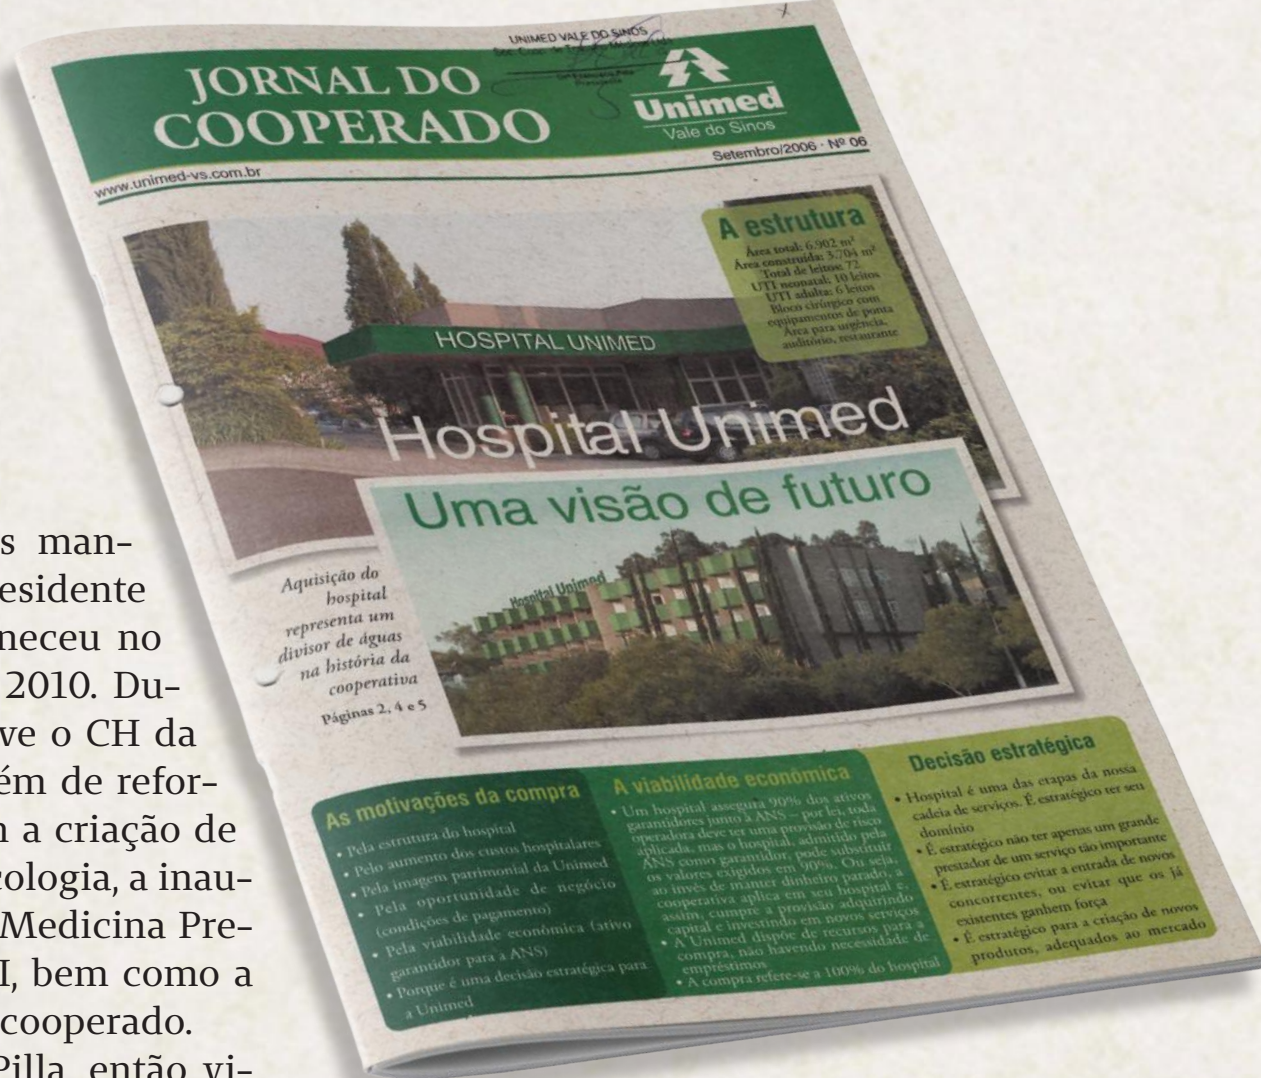 UNIMED VALE DO SINOS
JORNAL DO
COOPERADO
Unimed
Vale do Sinos
www.unimed-vs.com.br
Setembro/2006 · Nº 06
A estrutura
Área total: 6.902 m²
Área construída: 3.704 m²
Total de leitos: 72
UTI neonatal: 10 leitos
UTI adulta: 6 leitos
Bloco cirúrgico com
equipamentos de ponta
Área para urgência,
auditório, restaurante
HOSPITAL UNIMED
Hospital Unimed
Uma visão de futuro
Hospital Unimed
Aquisição do
hospital
representa um
divisor de águas
na história da
cooperativa
Páginas 2, 4 e 5
As motivações da compra
• Pela estrutura do hospital
• Pelo aumento dos custos hospitalares
• Pela imagem patrimonial da Unimed
• Pela oportunidade de negócio
(condições de pagamento)
• Pela viabilidade econômica (ativo
garantidor para a ANS)
• Porque é uma decisão estratégica para
a Unimed
A viabilidade econômica
• Um hospital assegura 90% dos ativos
garantidores junto à ANS – por lei, toda
operadora deve ter uma provisão de risco
aplicada, mas o hospital, admitido pela
ANS como garantidor, pode substituir
os valores exigidos em 90%. Ou seja,
ao invés de manter dinheiro parado, a
cooperativa aplica em seu hospital e,
assim, cumpre a provisão adquirindo
capital e investindo em novos serviços
• A Unimed dispõe de recursos para a
compra, não havendo necessidade de
empréstimos
• A compra refere-se a 100% do hospital
Decisão estratégica
• Hospital é uma das etapas da nossa
cadeia de serviços. É estratégico ter seu
domínio
• É estratégico não ter apenas um grande
prestador de um serviço tão importante
• É estratégico evitar a entrada de novos
concorrentes, ou evitar que os já
existentes ganhem força
• É estratégico para a criação de novos
produtos, adequados ao mercado
s man-
esidente
neceu no
2010. Du-
ve o CH da
ém de refor-
a criação de
cologia, a inau-
Medicina Pre-
I, bem como a
cooperado.
Pilla, então vi-